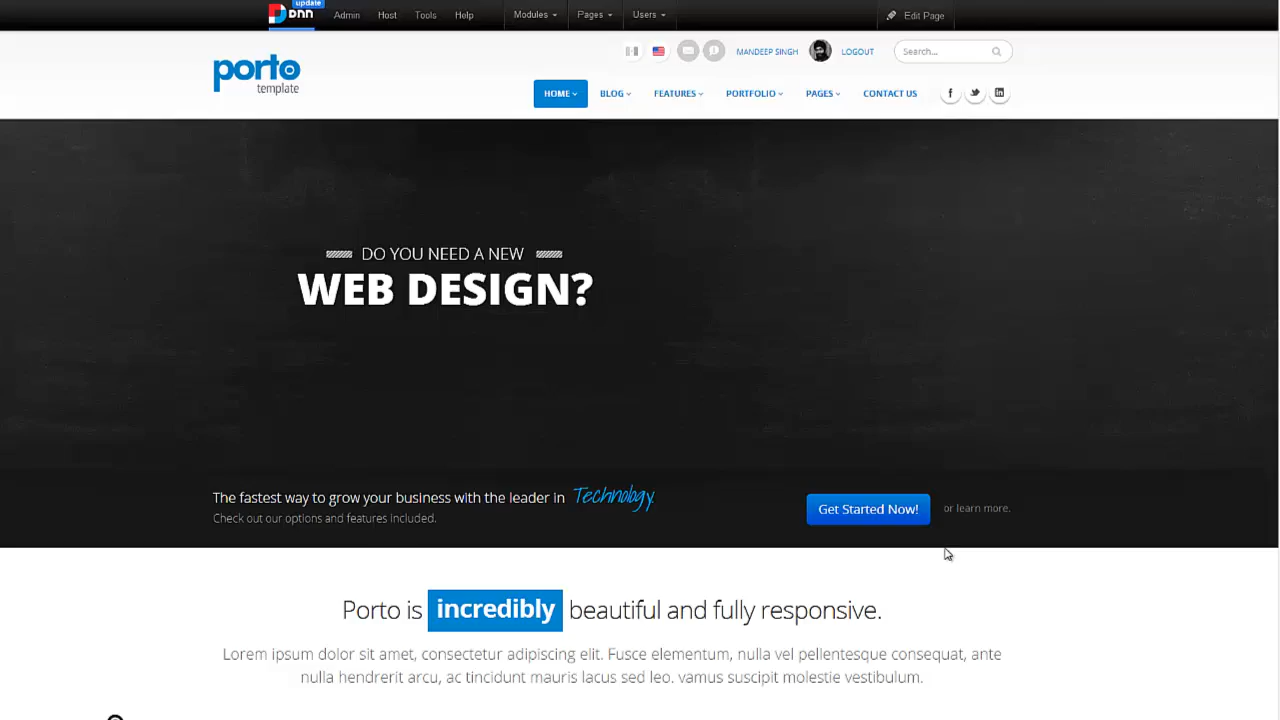 update
DNN Admin Host Tools Help Modules Pages Users Edit Page
MANDEEP SINGH LOGOUT Search...
porto
template
HOME BLOG FEATURES PORTFOLIO PAGES CONTACT US
DO YOU NEED A NEW
WEB DESIGN?
The fastest way to grow your business with the leader in Technology.
Check out our options and features included.
Get Started Now! or learn more.
Porto is incredibly beautiful and fully responsive.
Lorem ipsum dolor sit amet, consectetur adipiscing elit. Fusce elementum, nulla vel pellentesque consequat, ante
nulla hendrerit arcu, ac tincidunt mauris lacus sed leo. vamus suscipit molestie vestibulum.